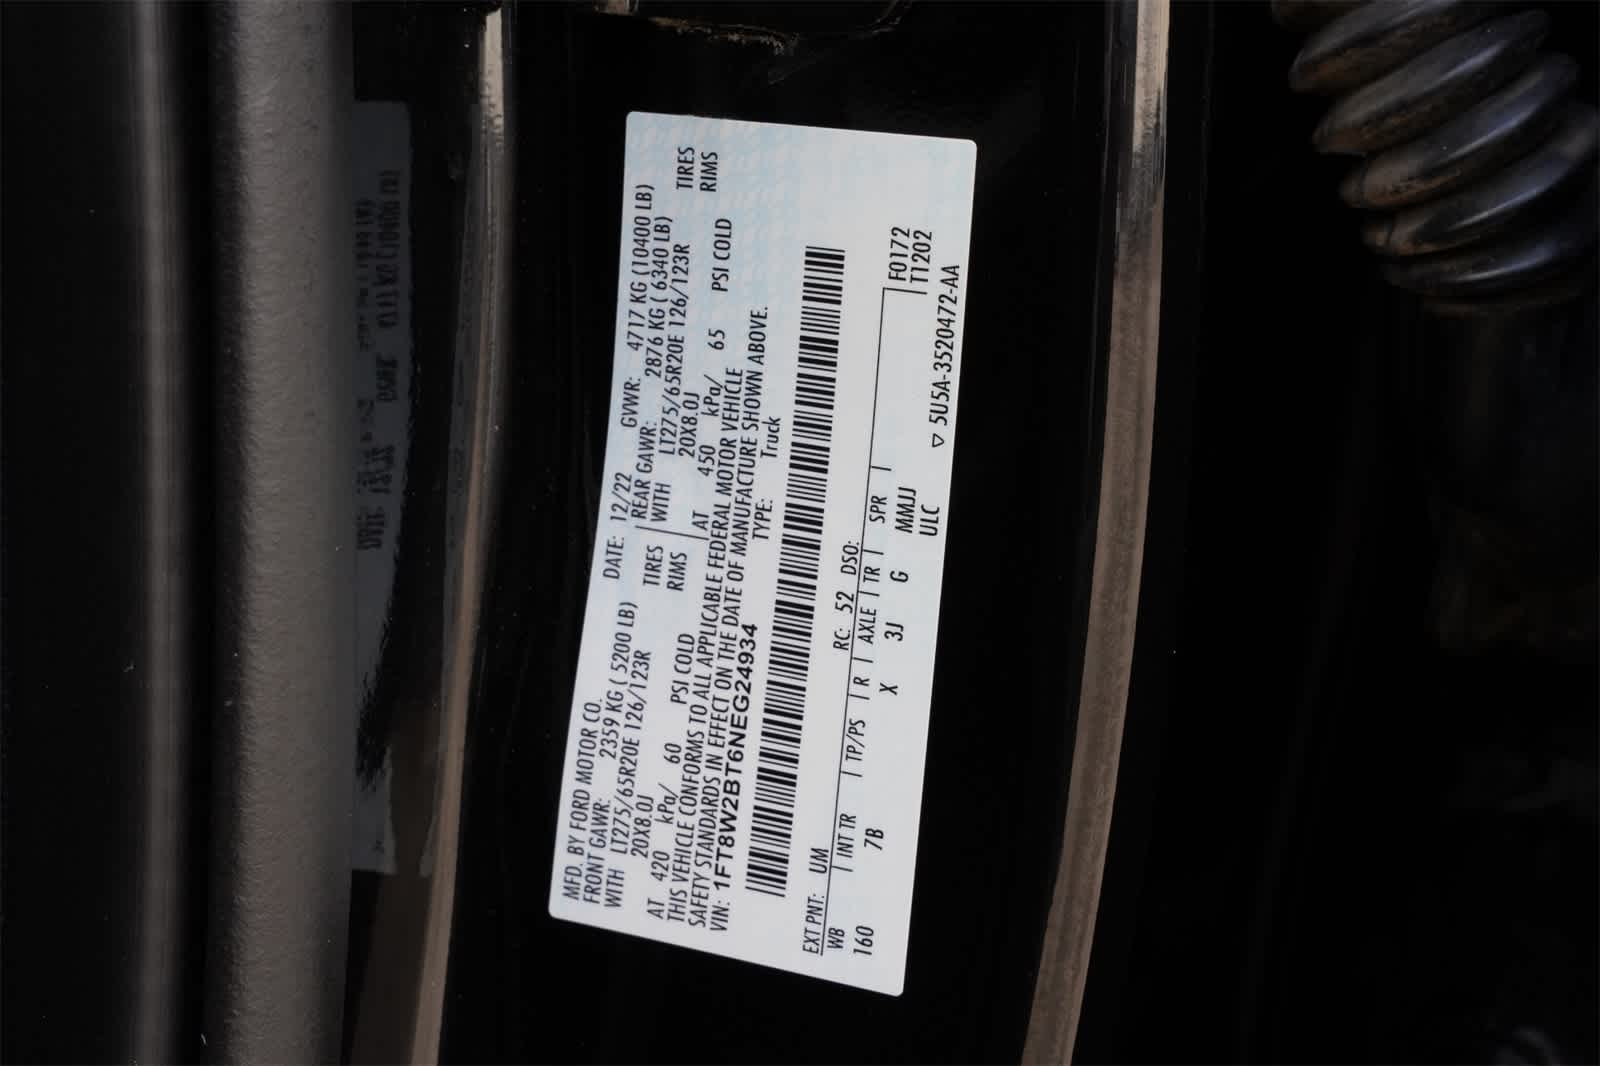 MFD. BY FORD MOTOR CO. DATE: 12/22 GVWR: 4717 KG (10400 LB)
FRONT GAWR: 2359 KG ( 5200 LB) REAR GAWR: 2876 KG ( 6340 LB)
WITH LT275/65R20E 126/123R TIRES WITH LT275/65R20E 126/123R TIRES
20X8.0J RIMS 20X8.0J RIMS
AT 420 kPa/ 60 PSI COLD AT 450 kPa/ 65 PSI COLD
THIS VEHICLE CONFORMS TO ALL APPLICABLE FEDERAL MOTOR VEHICLE
SAFETY STANDARDS IN EFFECT ON THE DATE OF MANUFACTURE SHOWN ABOVE.
VIN: 1FT8W2BT6NEG24934 TYPE: Truck
EXT PNT: UM RC: 52 DSO: F0172
WB INT TR TP/PS R AXLE TR SPR T1202
160 7B X 3J G MMJJ ▽ 5U5A-3520472-AA
ULC